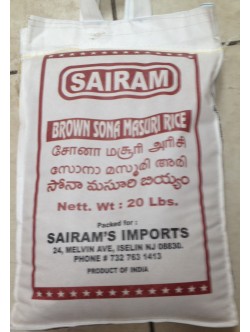 SAIRAM
BROWN SONA MASURI RICE
சோனா மசூரி அரிசி
സോനാ മസൂരി അരി
సోనా మసూరి బియ్యం
Nett. Wt : 20 Lbs.
Packed for :
SAIRAM'S IMPORTS
24, MELVIN AVE, ISELIN NJ 08830.
PHONE # 732 763 1413
PRODUCT OF INDIA